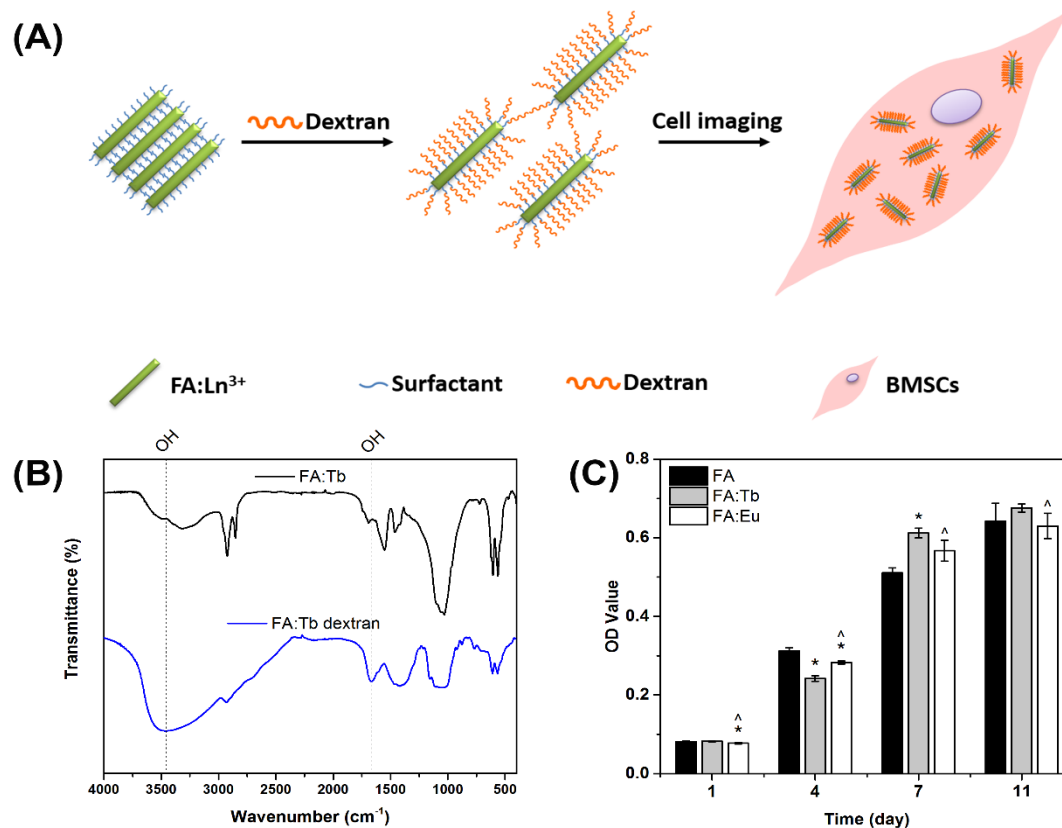 (A)
Dextran
Cell imaging
FA:Ln³⁺
Surfactant
Dextran
BMSCs
(B)
OH
OH
FA:Tb
FA:Tb dextran
Transmittance (%)
4000 3500 3000 2500 2000 1500 1000 500
Wavenumber (cm⁻¹)
(C)
FA
FA:Tb
FA:Eu
OD Value
0.8
0.6
0.4
0.2
0.0
^
*
*
^
*
*
^
^
1 4 7 11
Time (day)